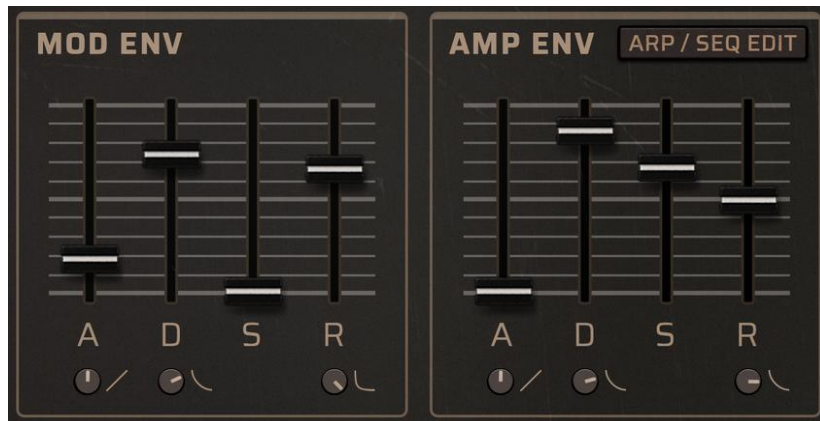 MOD ENV
A D S R
AMP ENV
ARP / SEQ EDIT
A D S R